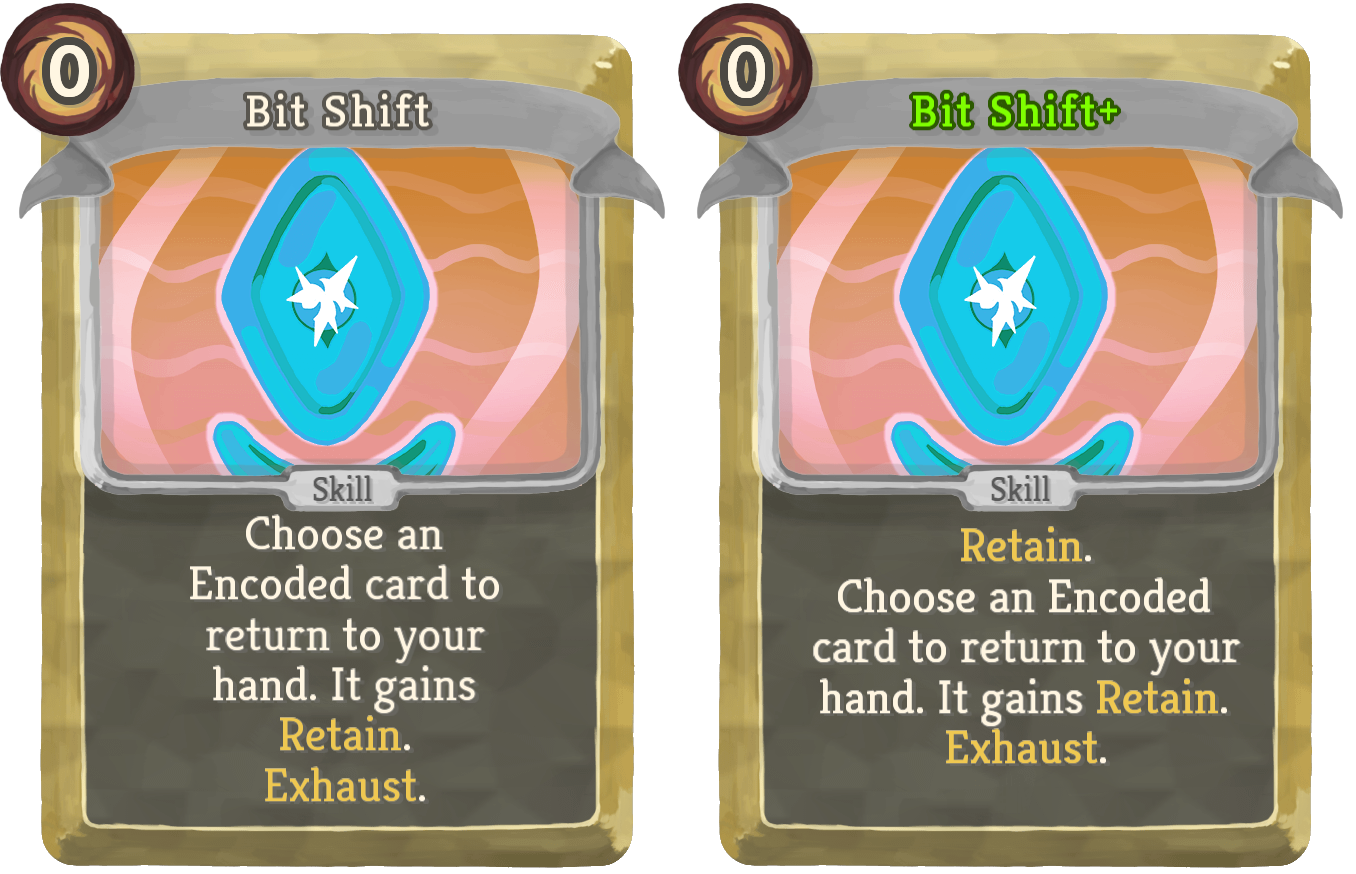 0
Bit Shift
Skill
Choose an
Encoded card to
return to your
hand. It gains
Retain.
Exhaust.
0
Bit Shift+
Skill
Retain.
Choose an Encoded
card to return to your
hand. It gains Retain.
Exhaust.